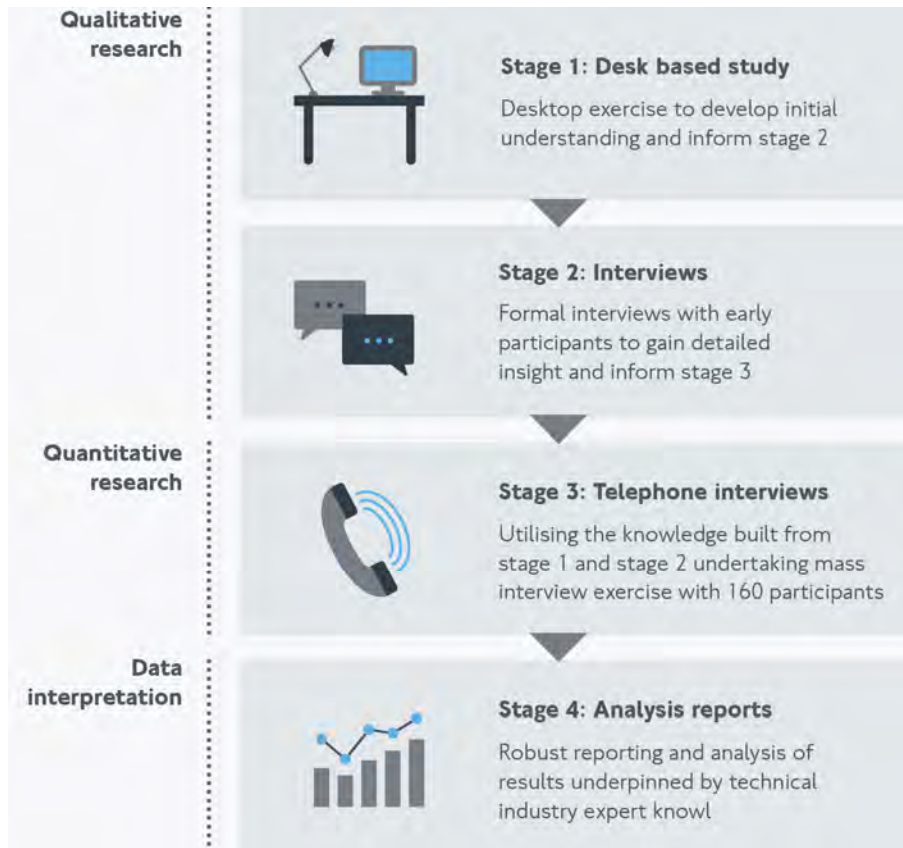 Qualitative
research
Stage 1: Desk based study
Desktop exercise to develop initial
understanding and inform stage 2
Stage 2: Interviews
Formal interviews with early
participants to gain detailed
insight and inform stage 3
Quantitative
research
Stage 3: Telephone interviews
Utilising the knowledge built from
stage 1 and stage 2 undertaking mass
interview exercise with 160 participants
Data
interpretation
Stage 4: Analysis reports
Robust reporting and analysis of
results underpinned by technical
industry expert knowl